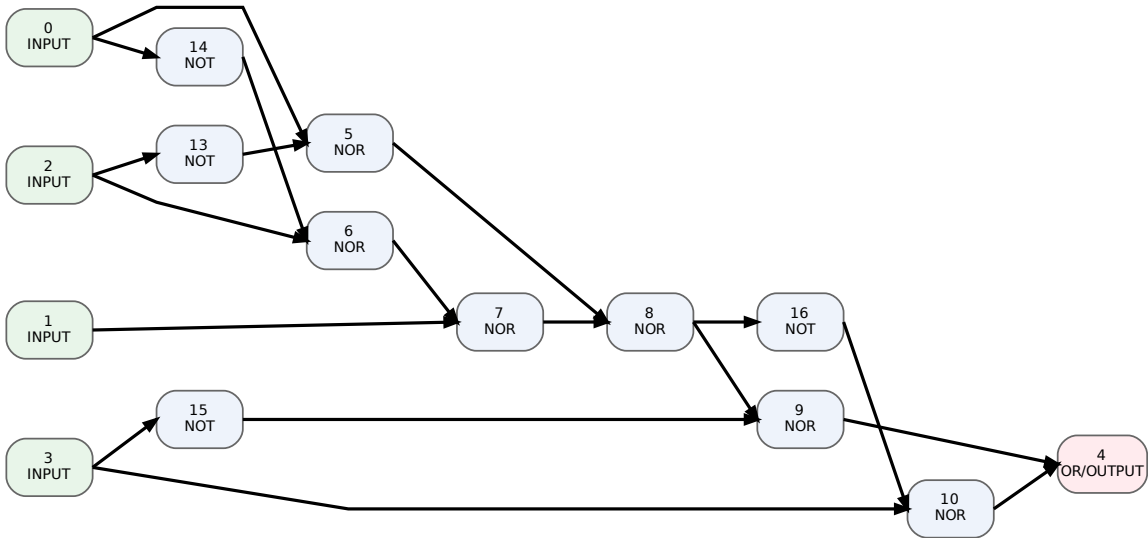 0
INPUT
14
NOT
2
INPUT
13
NOT
5
NOR
6
NOR
1
INPUT
7
NOR
8
NOR
16
NOT
3
INPUT
15
NOT
9
NOR
10
NOR
4
OR/OUTPUT